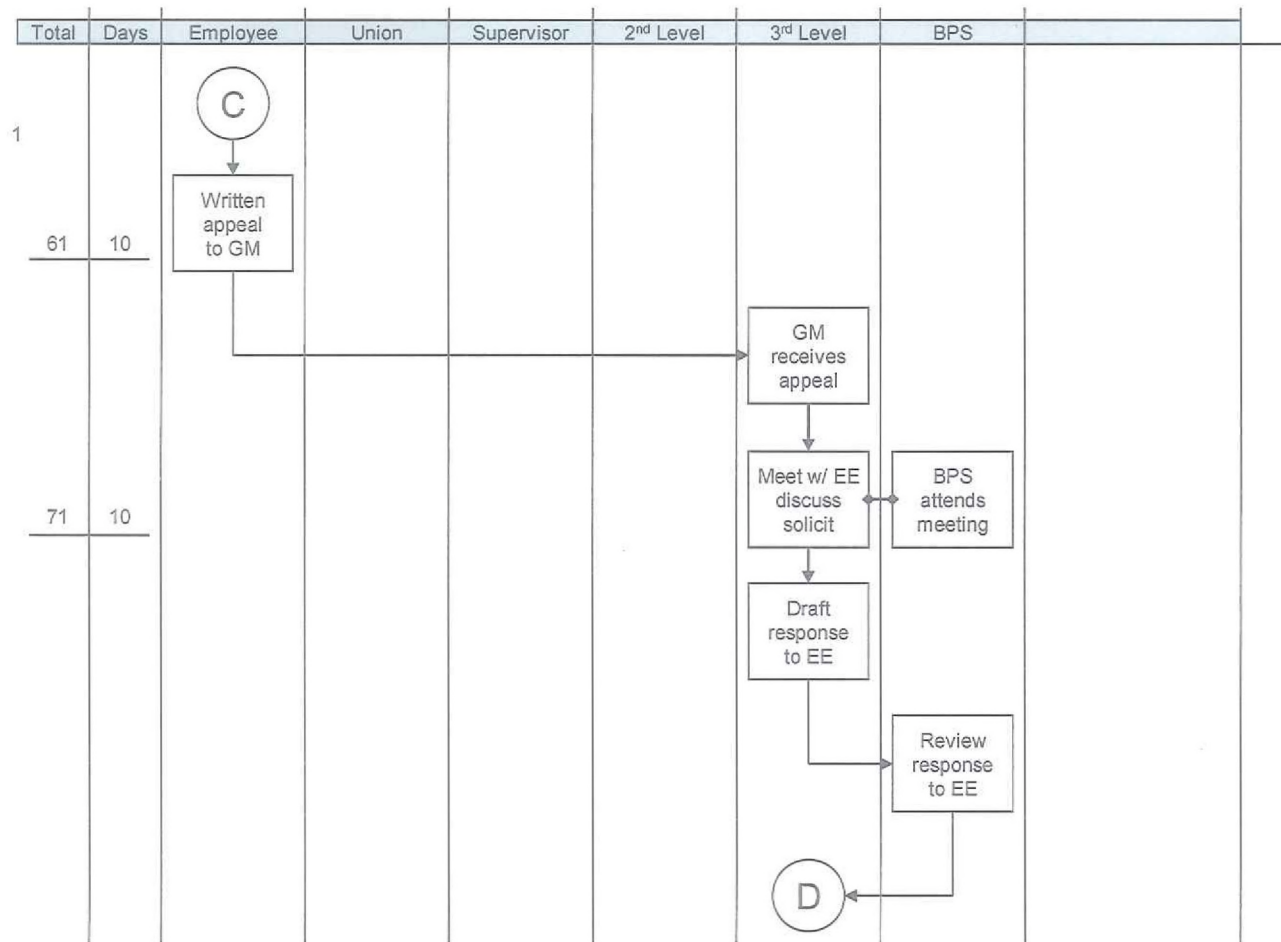 Total Days Employee Union Supervisor 2nd Level 3rd Level BPS
C
1
Written
appeal
to GM
61 10
GM
receives
appeal
Meet w/ EE
discuss
solicit
BPS
attends
meeting
71 10
Draft
response
to EE
Review
response
to EE
D